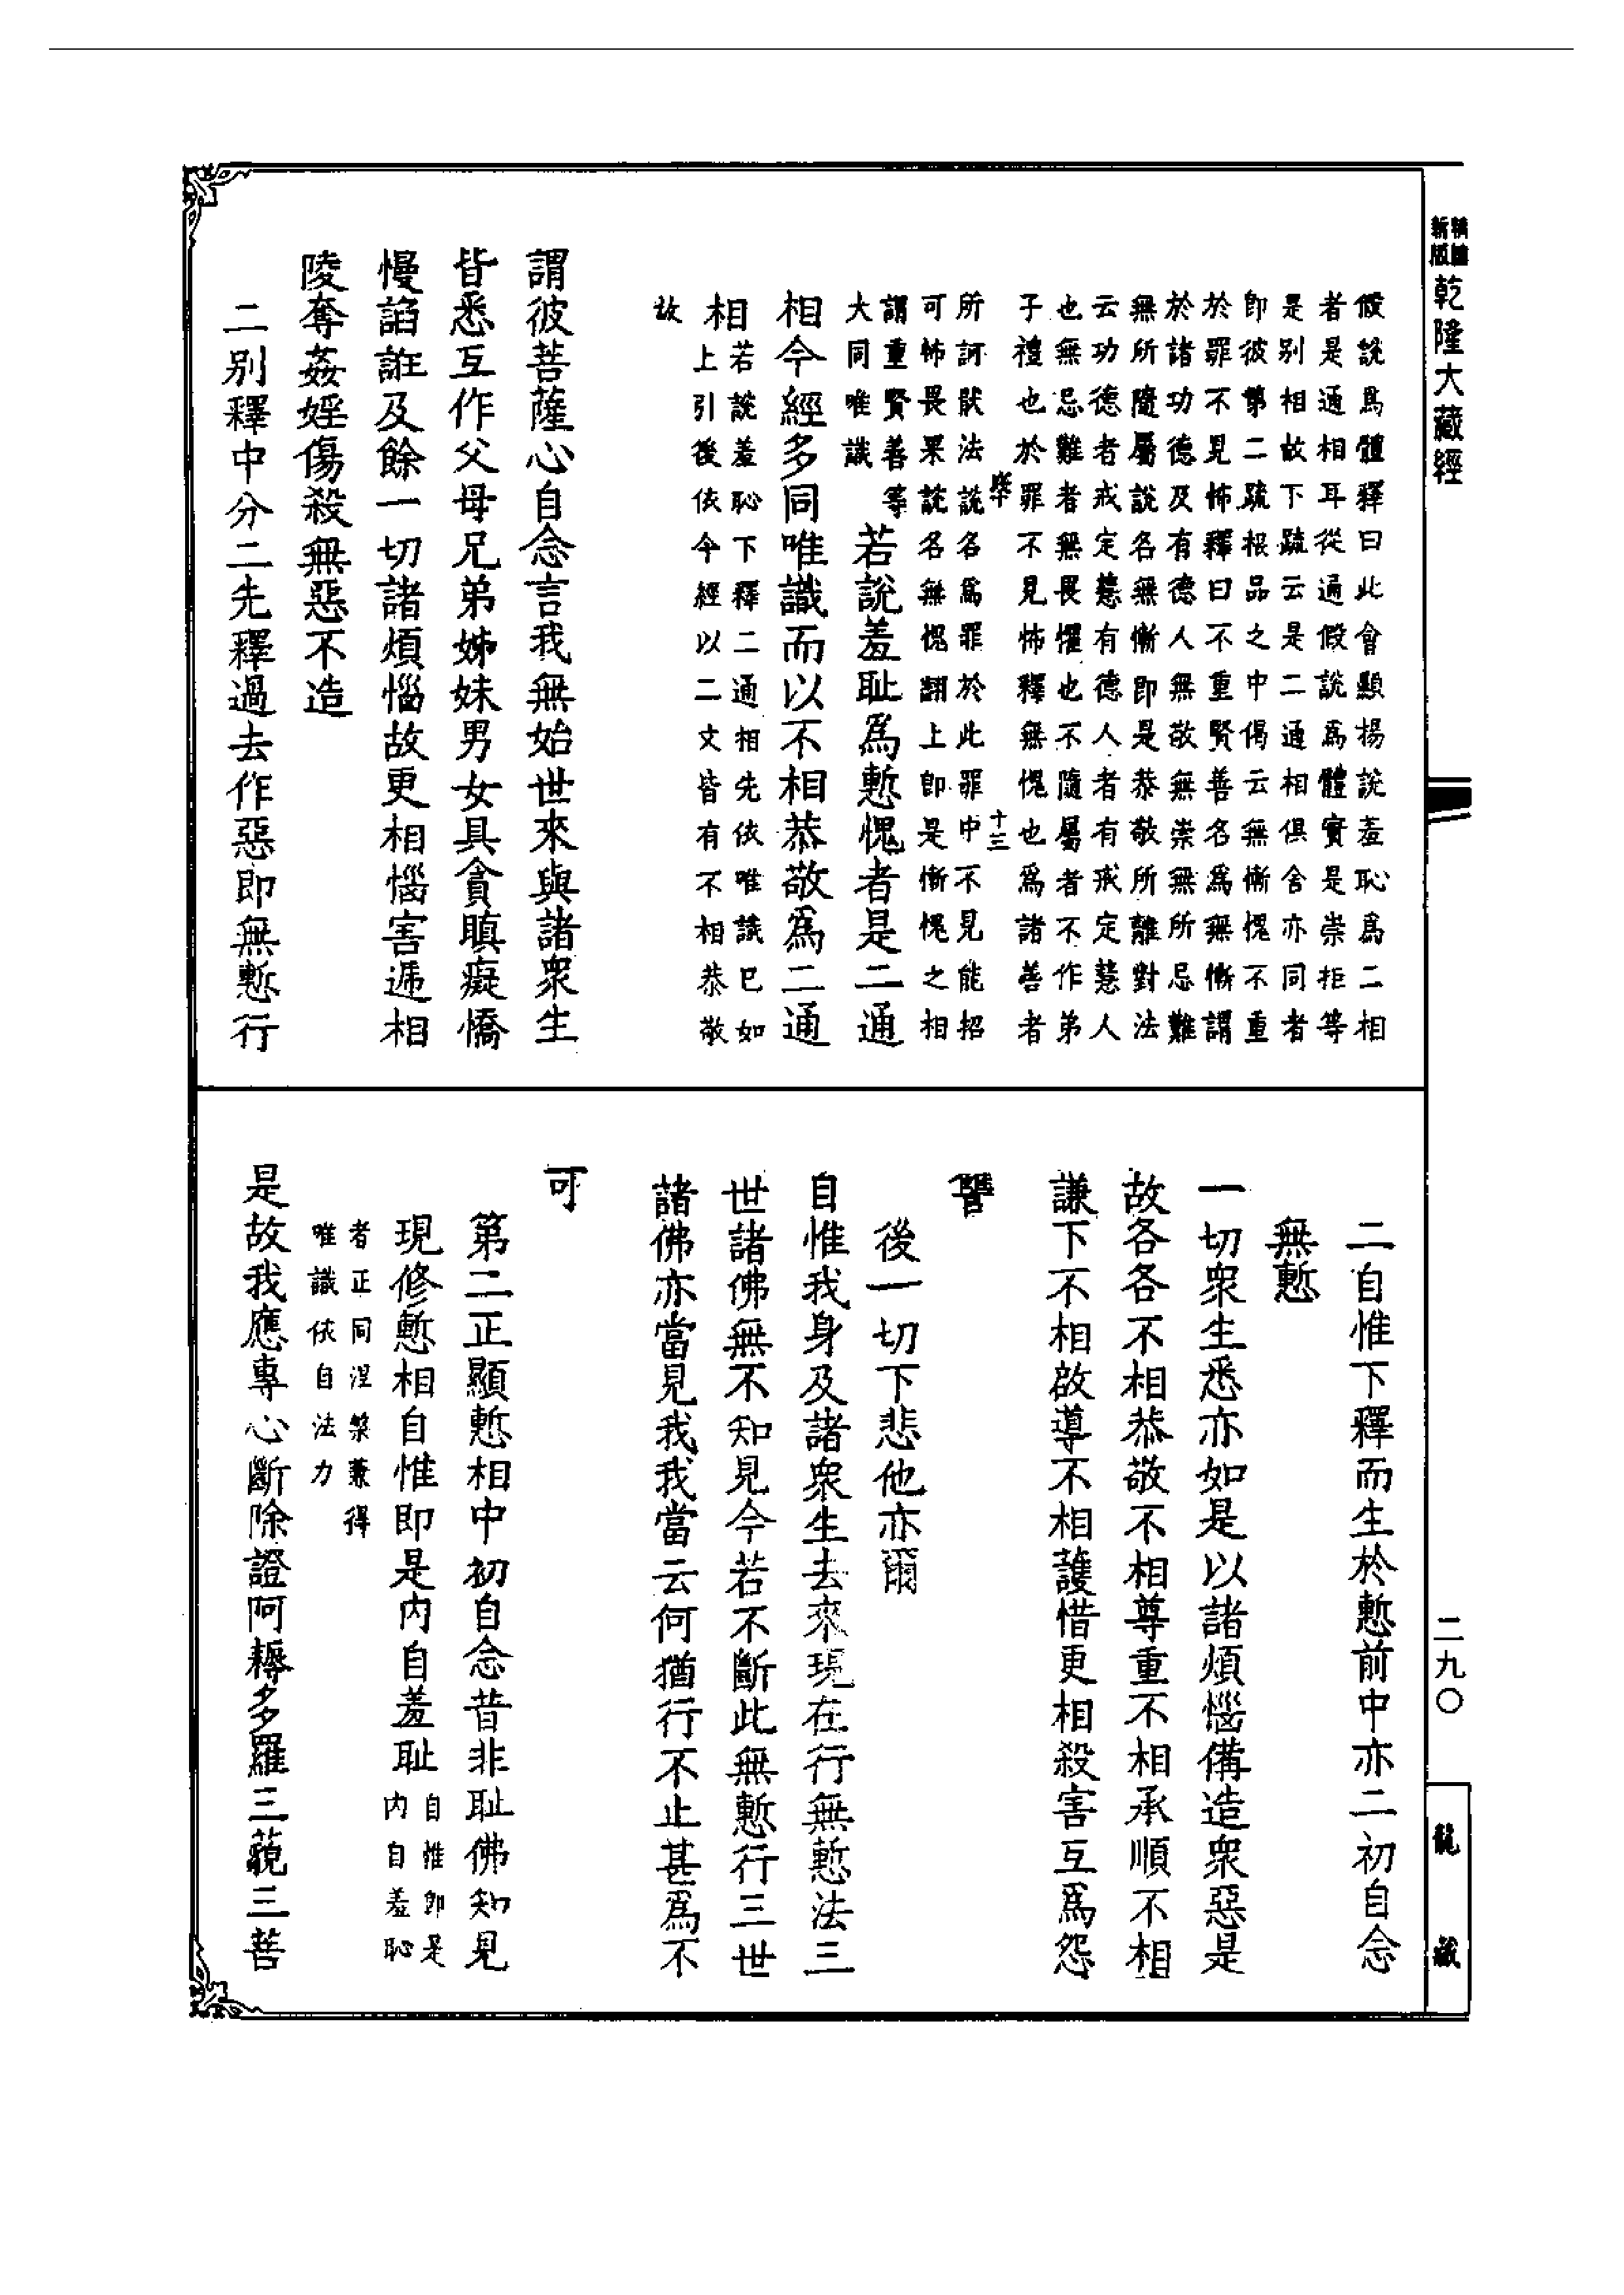 新版
精縮
乾隆大藏經
假說為體釋曰此會顯揚說羞恥為二相
者是通相耳從通假說為體實是崇拒等
是別相故下疏云是二通相俱舍亦同者
即彼第二疏根品之中偈云無慚愧不重
於罪不見怖釋曰不重賢善名為無慚謂
於諸功德及有德人無敬無崇無所忌難
無所隨屬說名無慚即是恭敬所離對法
云功德者戒定慧有德人者有戒定慧人
也無忌難者無畏懼也不隨屬者不作弟
子禮也於罪不見怖釋無愧也為諸善者
十三
所訶厭法說名為罪於此罪中不見能招
可怖畏果說名無愧翻上即是慚愧之相
謂重賢善等
大同唯識
若說羞恥為慙愧者是二通
相今經多同唯識而以不相恭敬為二通
相
若說羞恥下釋二通相先依唯識已如
上引後依今經以二文皆有不相恭敬
故
謂彼菩薩心自念言我無始世來與諸衆生
皆悉互作父母兄弟姊妹男女具貪瞋癡憍
慢諂誑及餘一切諸煩惱故更相惱害遞相
陵奪姦婬傷殺無惡不造
二別釋中分二先釋過去作惡即無慙行
二自惟下釋而生於慙前中亦二初自念
無慙
一切衆生悉亦如是以諸煩惱備造衆惡是
故各各不相恭敬不相尊重不相承順不相
謙下不相啟導不相護惜更相殺害互為怨
讐
後一切下悲他亦爾
自惟我身及諸衆生去來現在行無慙法三
世諸佛無不知見今若不斷此無慙行三世
諸佛亦當見我我當云何猶行不止甚為不
可
第二正顯慙相中初自念昔非恥佛知見
現修慙相自惟即是内自羞恥
自惟即是
内自羞恥
者正同涅槃兼得
唯識依自法力
是故我應專心斷除證阿耨多羅三藐三菩
二九〇
龍藏